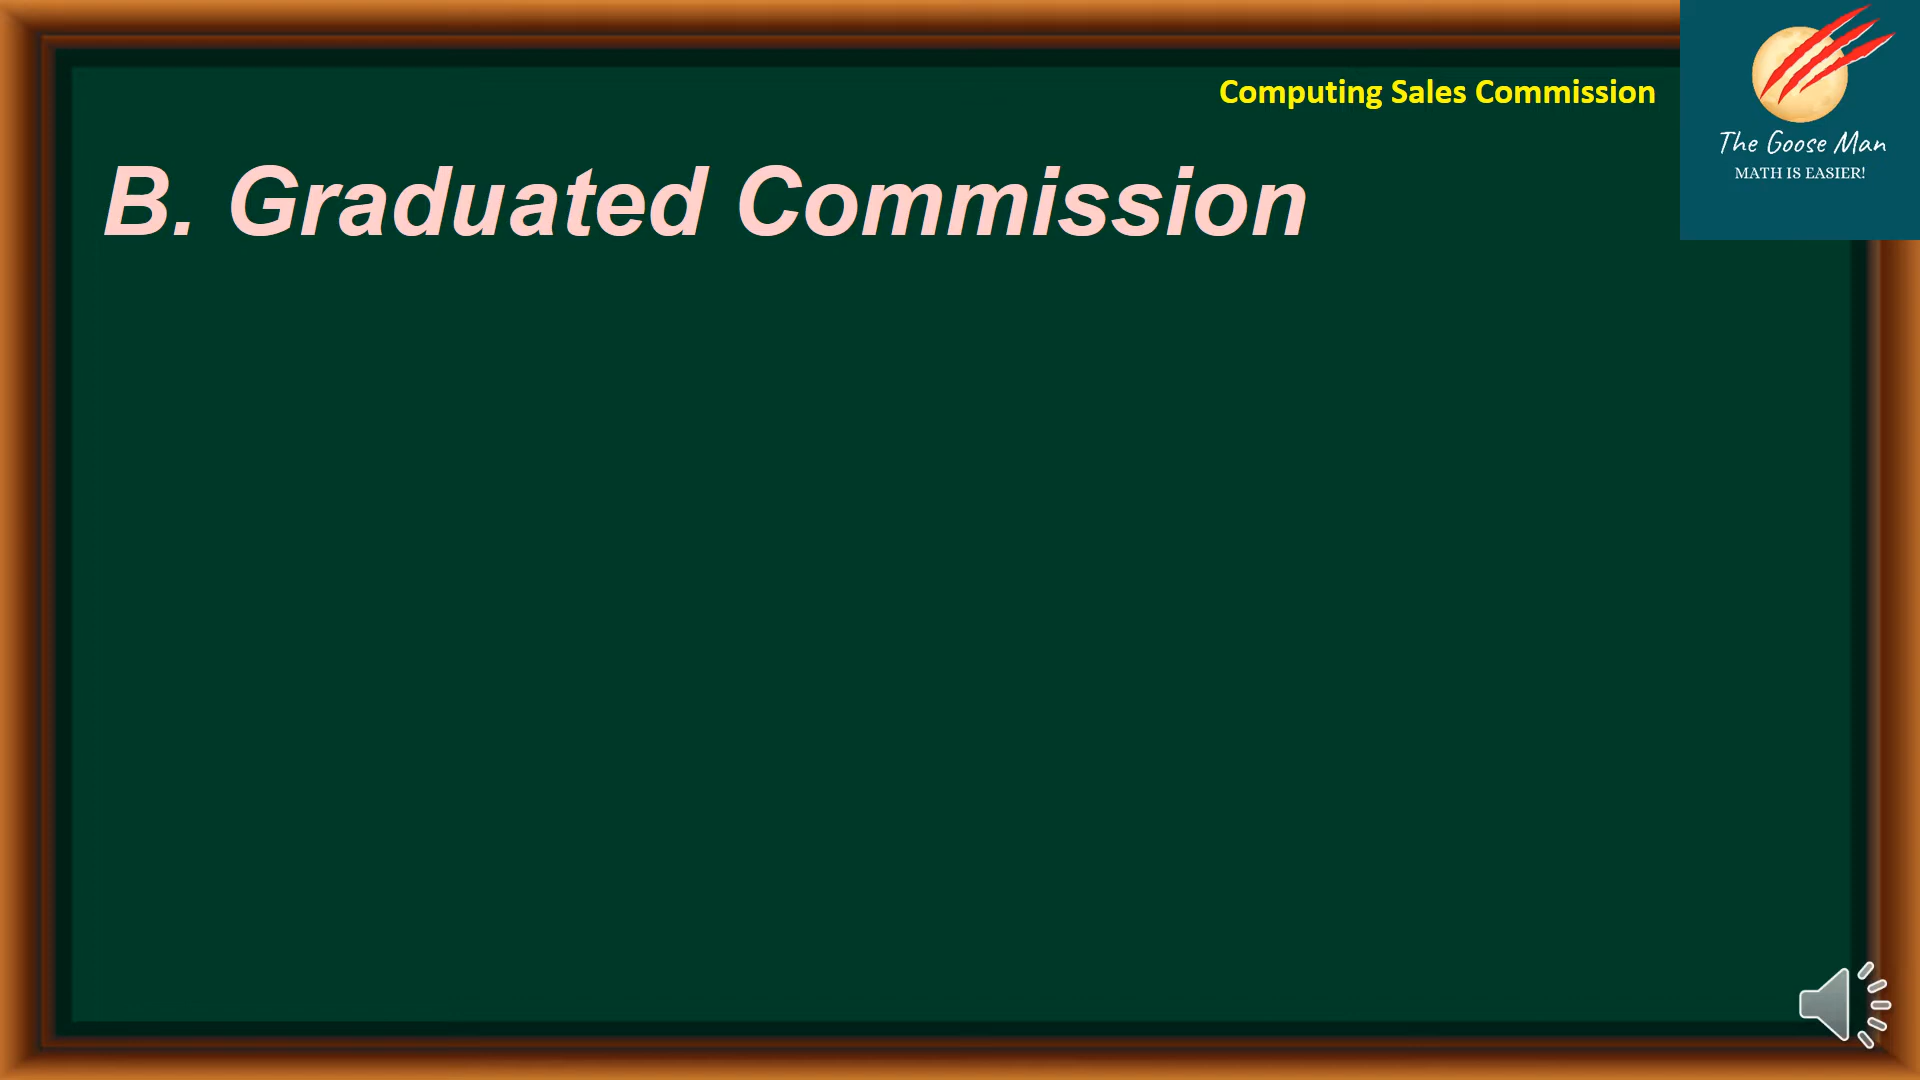 Computing Sales Commission
B. Graduated Commission
The Goose Man
MATH IS EASIER!